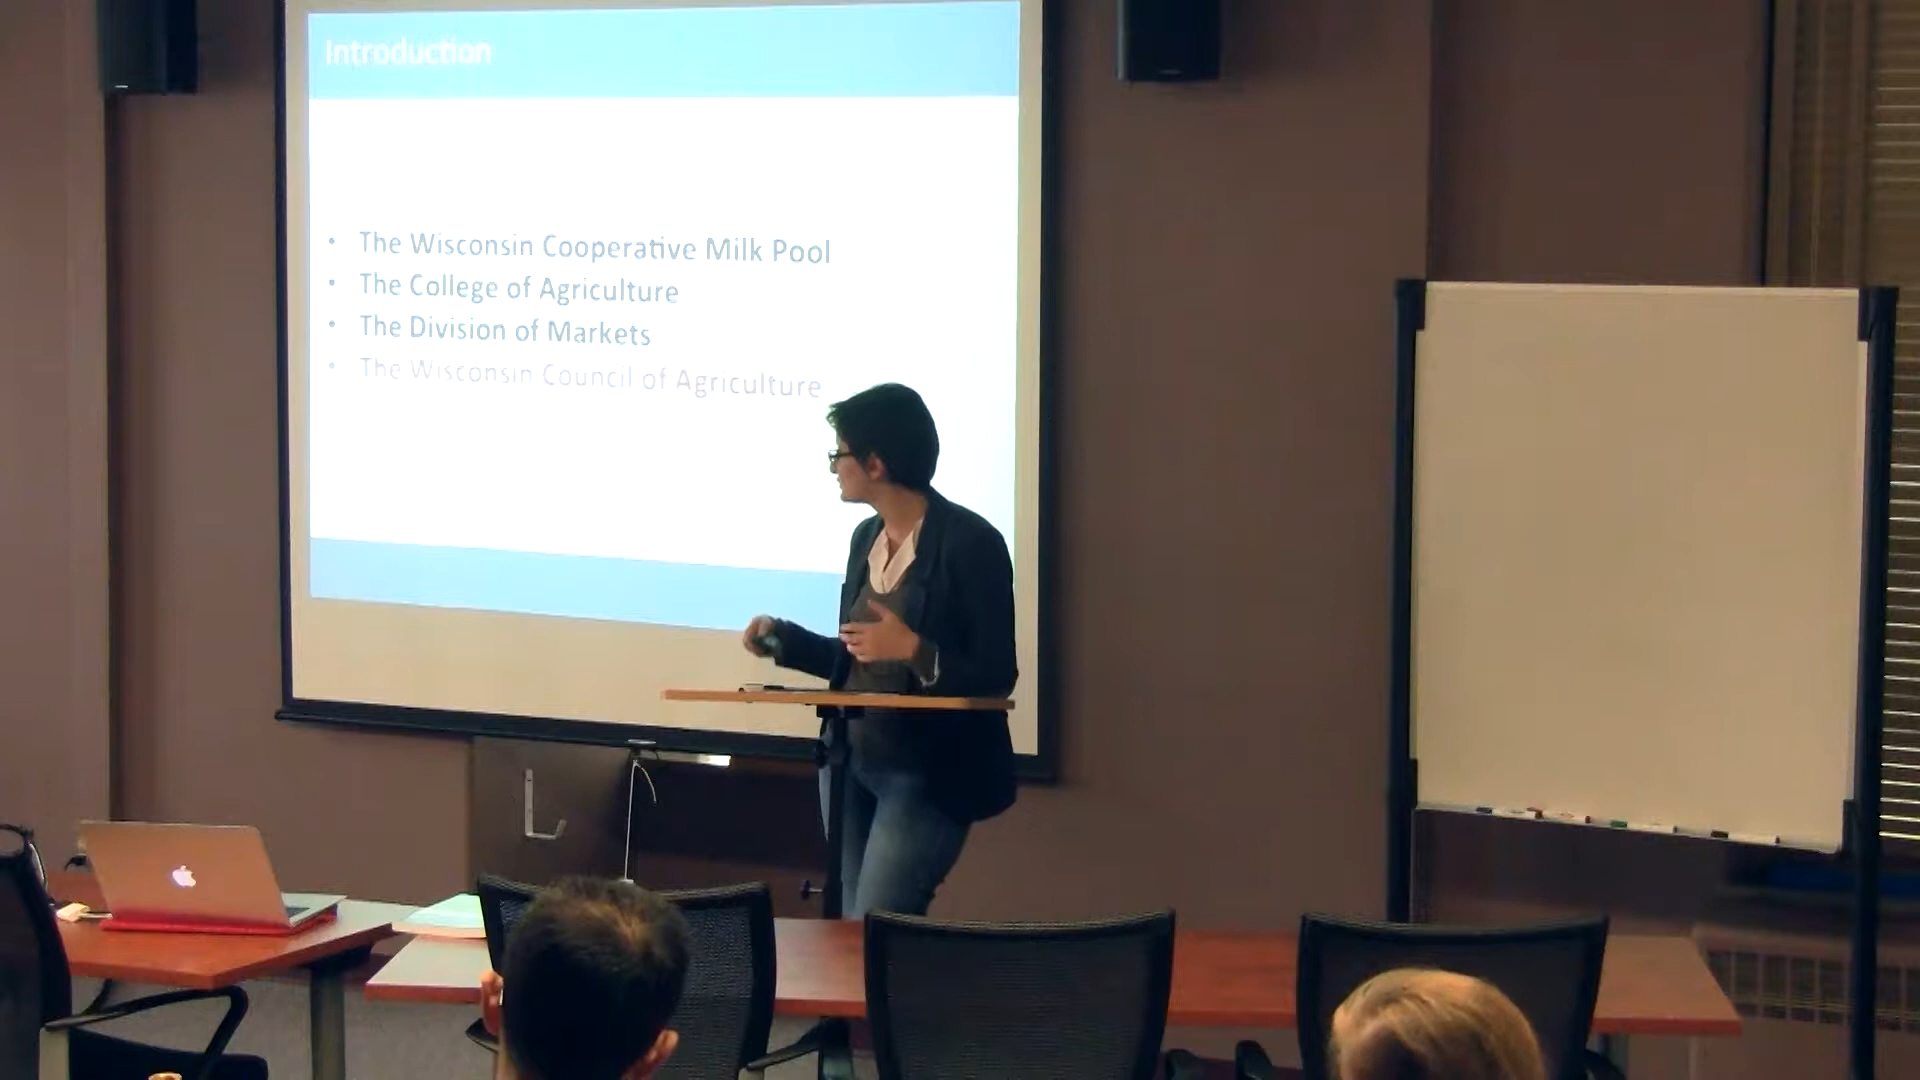 Introduction
• The Wisconsin Cooperative Milk Pool
• The College of Agriculture
• The Division of Markets
• The Wisconsin Council of Agriculture